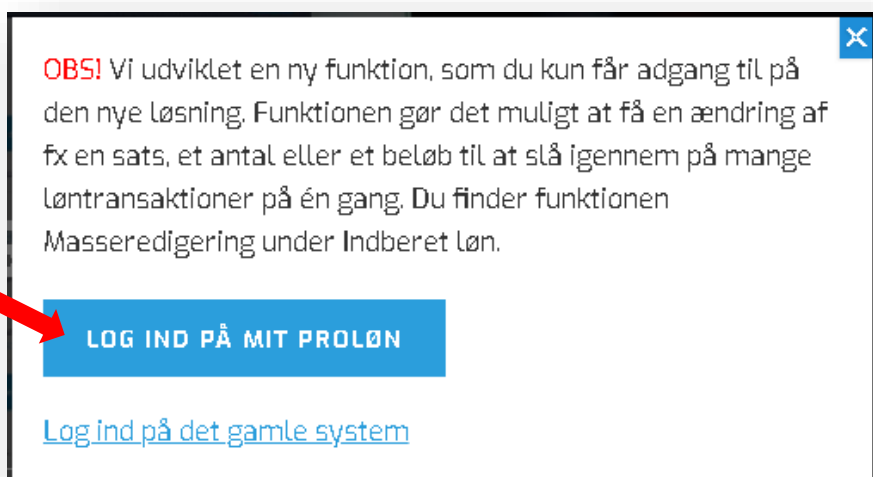 OBS! Vi udviklet en ny funktion, som du kun får adgang til på
den nye løsning. Funktionen gør det muligt at få en ændring af
fx en sats, et antal eller et beløb til at slå igennem på mange
løntransaktioner på én gang. Du finder funktionen
Masseredigering under Indberet løn.
LOG IND PÅ MIT PROLØN
Log ind på det gamle system